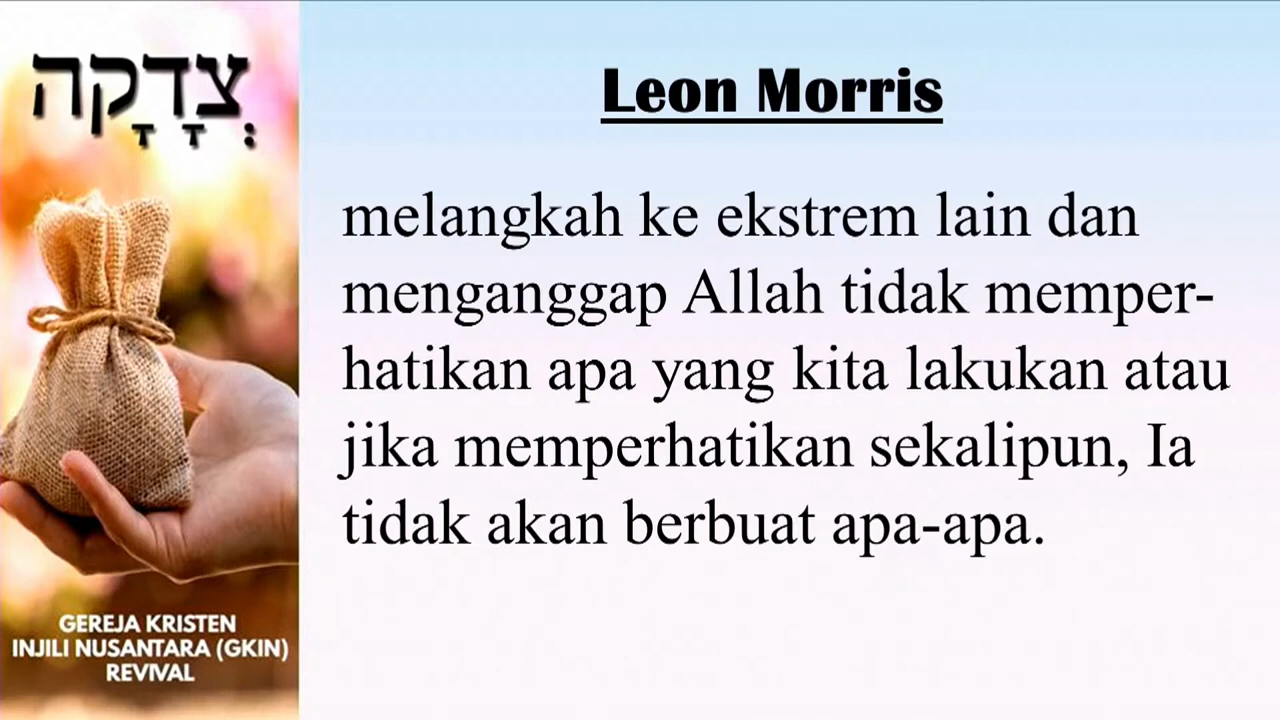 צְדָקָה
GEREJA KRISTEN
INJILI NUSANTARA (GKIN)
REVIVAL
Leon Morris
melangkah ke ekstrem lain dan
menganggap Allah tidak memper-
hatikan apa yang kita lakukan atau
jika memperhatikan sekalipun, Ia
tidak akan berbuat apa-apa.